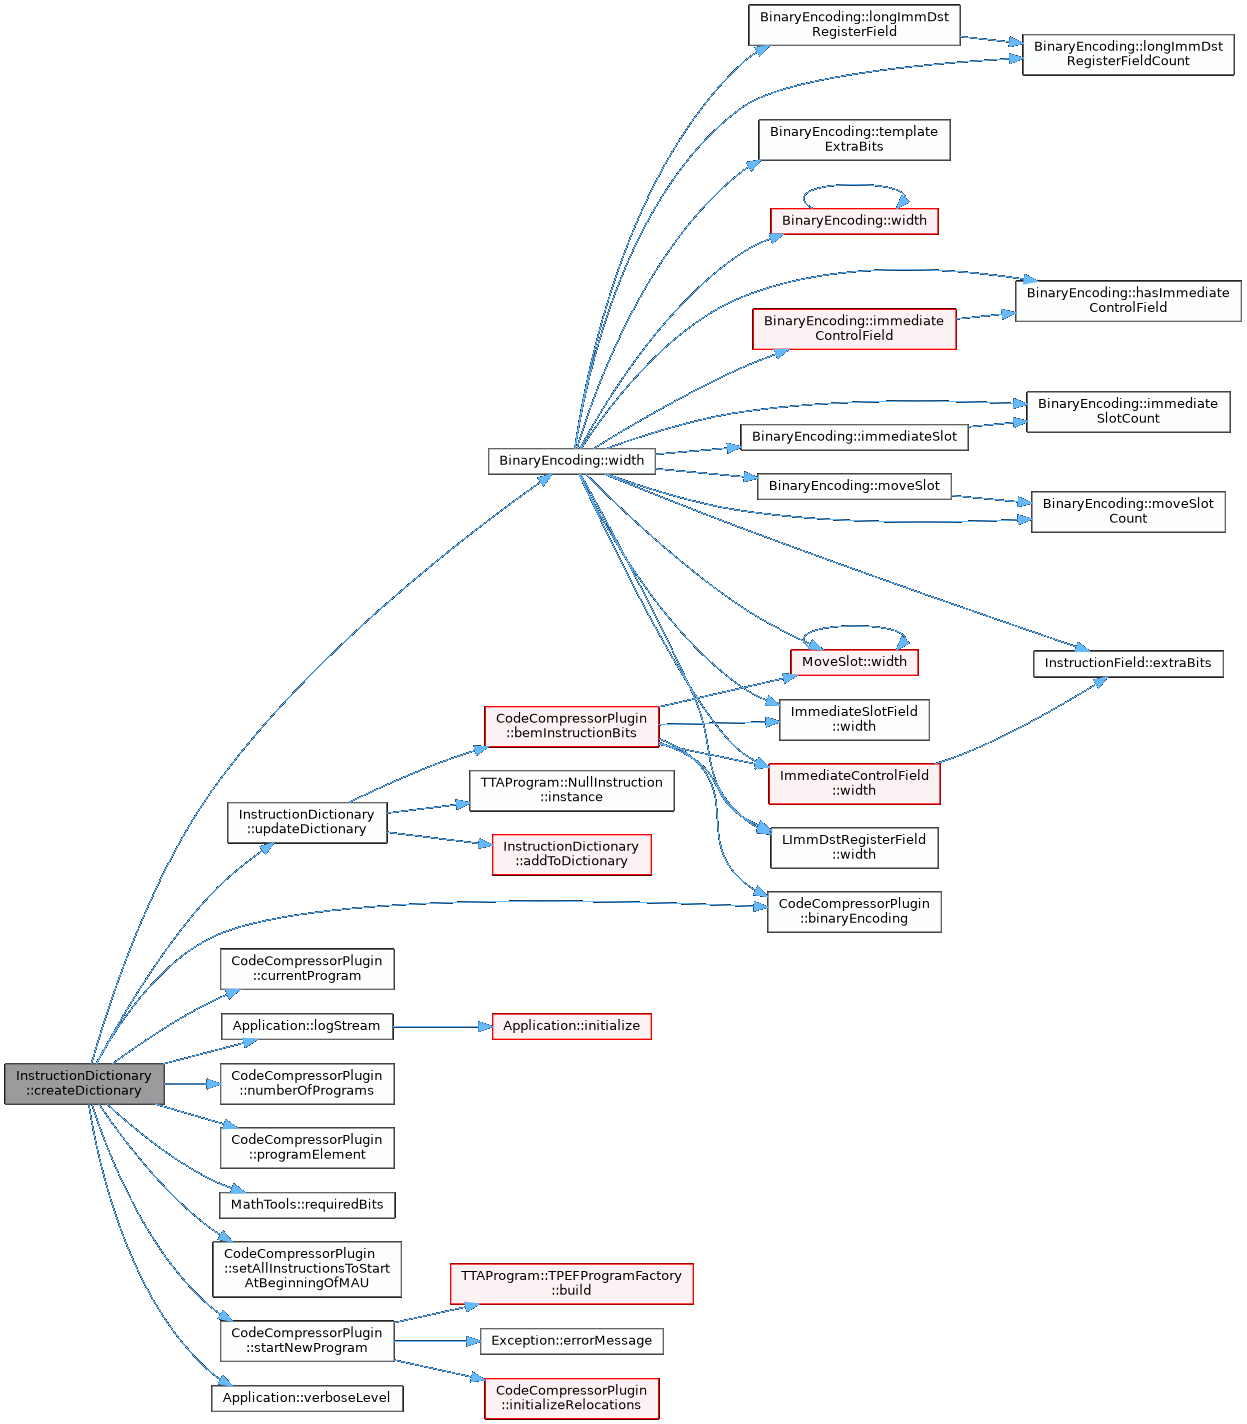 BinaryEncoding::longImmDst
RegisterField
BinaryEncoding::longImmDst
RegisterFieldCount
BinaryEncoding::template
ExtraBits
BinaryEncoding::width
BinaryEncoding::hasImmediate
ControlField
BinaryEncoding::immediate
ControlField
BinaryEncoding::immediate
SlotCount
BinaryEncoding::immediateSlot
BinaryEncoding::width
BinaryEncoding::moveSlot
BinaryEncoding::moveSlot
Count
MoveSlot::width
InstructionField::extraBits
CodeCompressorPlugin
::bemInstructionBits
ImmediateSlotField
::width
ImmediateControlField
::width
TTAProgram::NullInstruction
::instance
InstructionDictionary
::updateDictionary
InstructionDictionary
::addToDictionary
LImmDstRegisterField
::width
CodeCompressorPlugin
::binaryEncoding
CodeCompressorPlugin
::currentProgram
Application::logStream
Application::initialize
InstructionDictionary
::createDictionary
CodeCompressorPlugin
::numberOfPrograms
CodeCompressorPlugin
::programElement
MathTools::requiredBits
CodeCompressorPlugin
::setAllInstructionsToStart
AtBeginningOfMAU
TTAProgram::TPEFProgramFactory
::build
CodeCompressorPlugin
::startNewProgram
Exception::errorMessage
CodeCompressorPlugin
::initializeRelocations
Application::verboseLevel